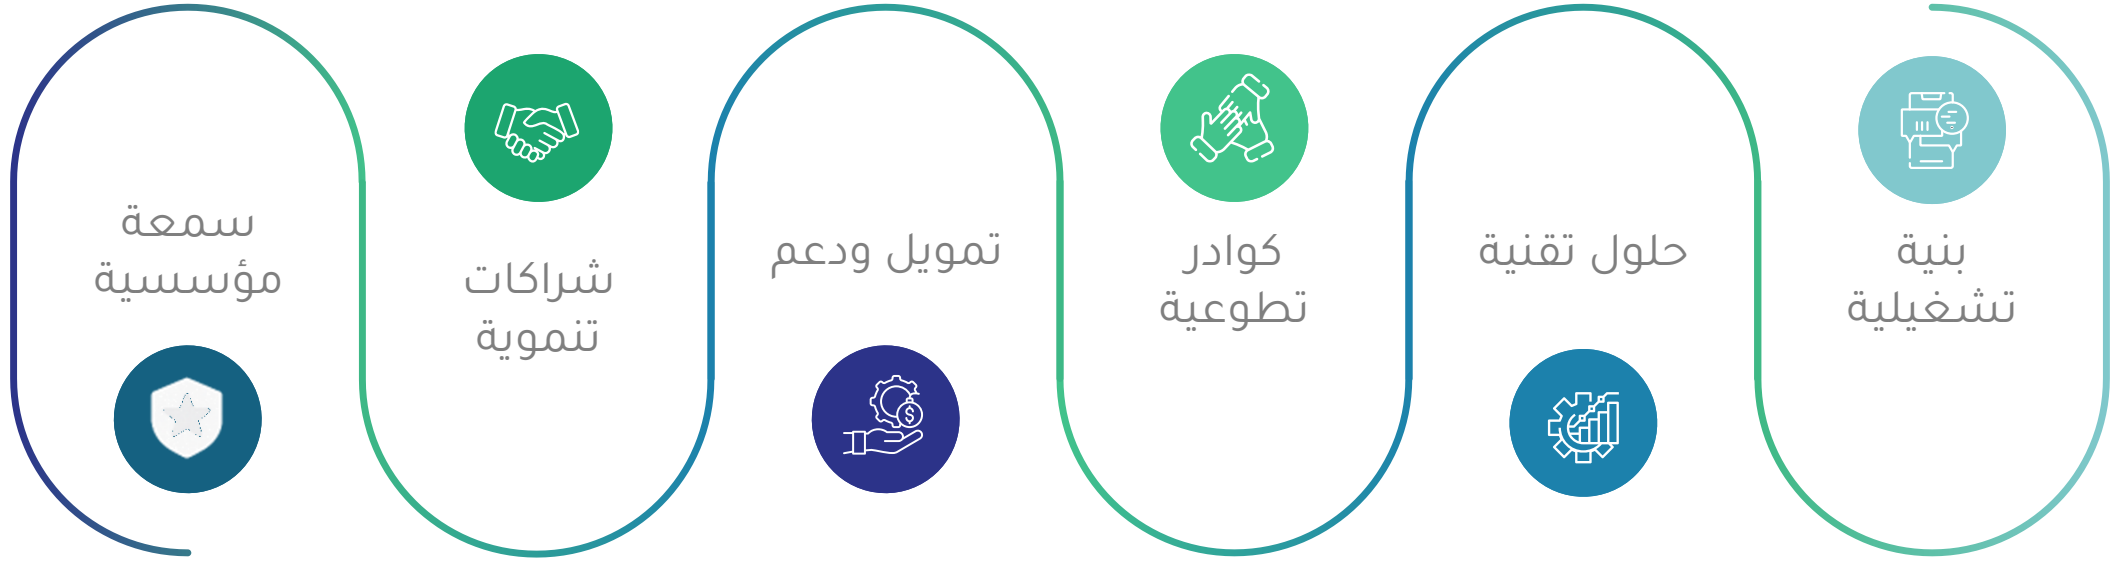 بنية
تشغيلية
حلول تقنية
كوادر
تطوعية
تمويل ودعم
شراكات
تنموية
سمعة
مؤسسية
$